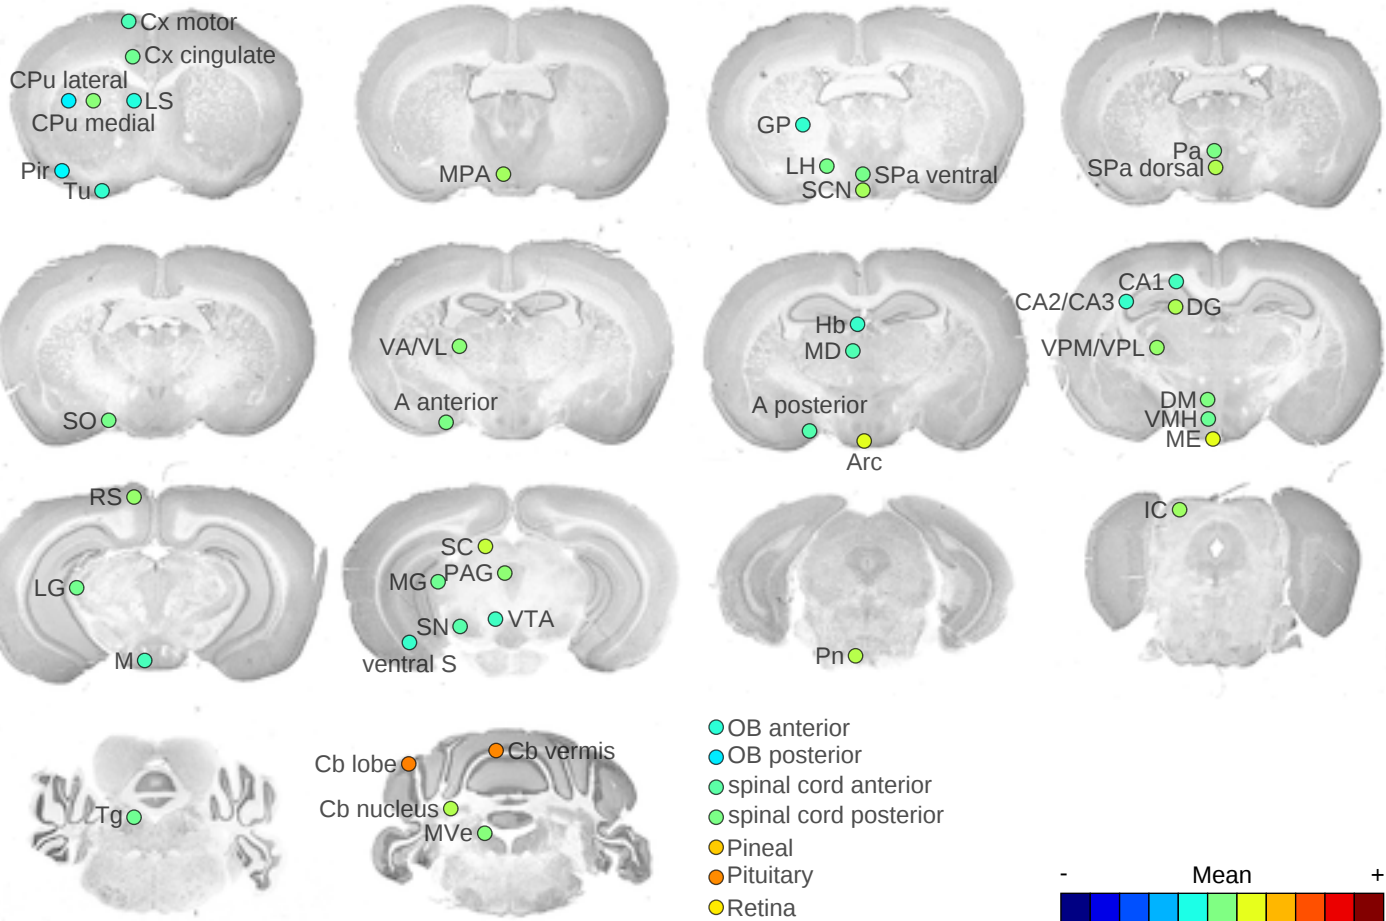 Cx motor
Cx cingulate
CPu lateral
LS
CPu medial
Pir
Tu
MPA
GP
LH
SPa ventral
SCN
Pa
SPa dorsal
SO
VA/VL
A anterior
Hb
MD
A posterior
Arc
CA1
CA2/CA3
DG
VPM/VPL
DM
VMH
ME
RS
LG
M
SC
PAG
MG
SN
VTA
ventral S
Pn
IC
Tg
Cb lobe
Cb vermis
Cb nucleus
MVe
OB anterior
OB posterior
spinal cord anterior
spinal cord posterior
Pineal
Pituitary
Retina
- Mean +